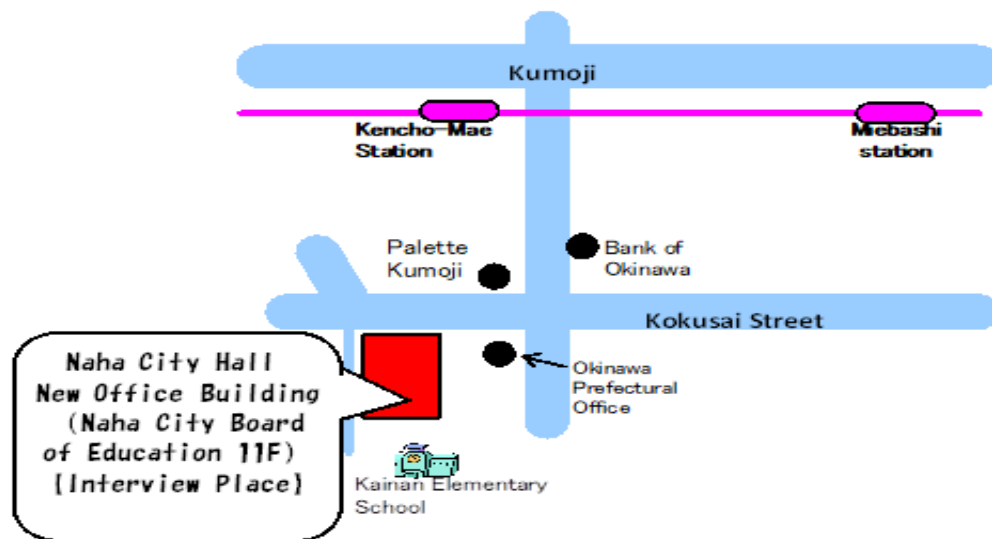 Kumoji
Kencho-Mae
Station
Miebashi
station
Palette
Kumoji
Bank of
Okinawa
Kokusai Street
Naha City Hall
New Office Building
(Naha City Board
of Education 11F)
[Interview Place]
Okinawa
Prefectural
Office
Kainan Elementary
School